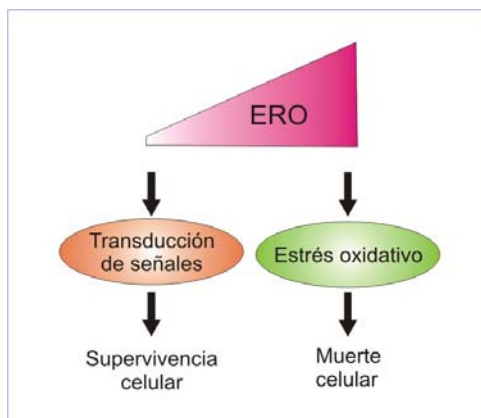 ERO
Transducción
de señales
Estrés oxidativo
Supervivencia
celular
Muerte
celular